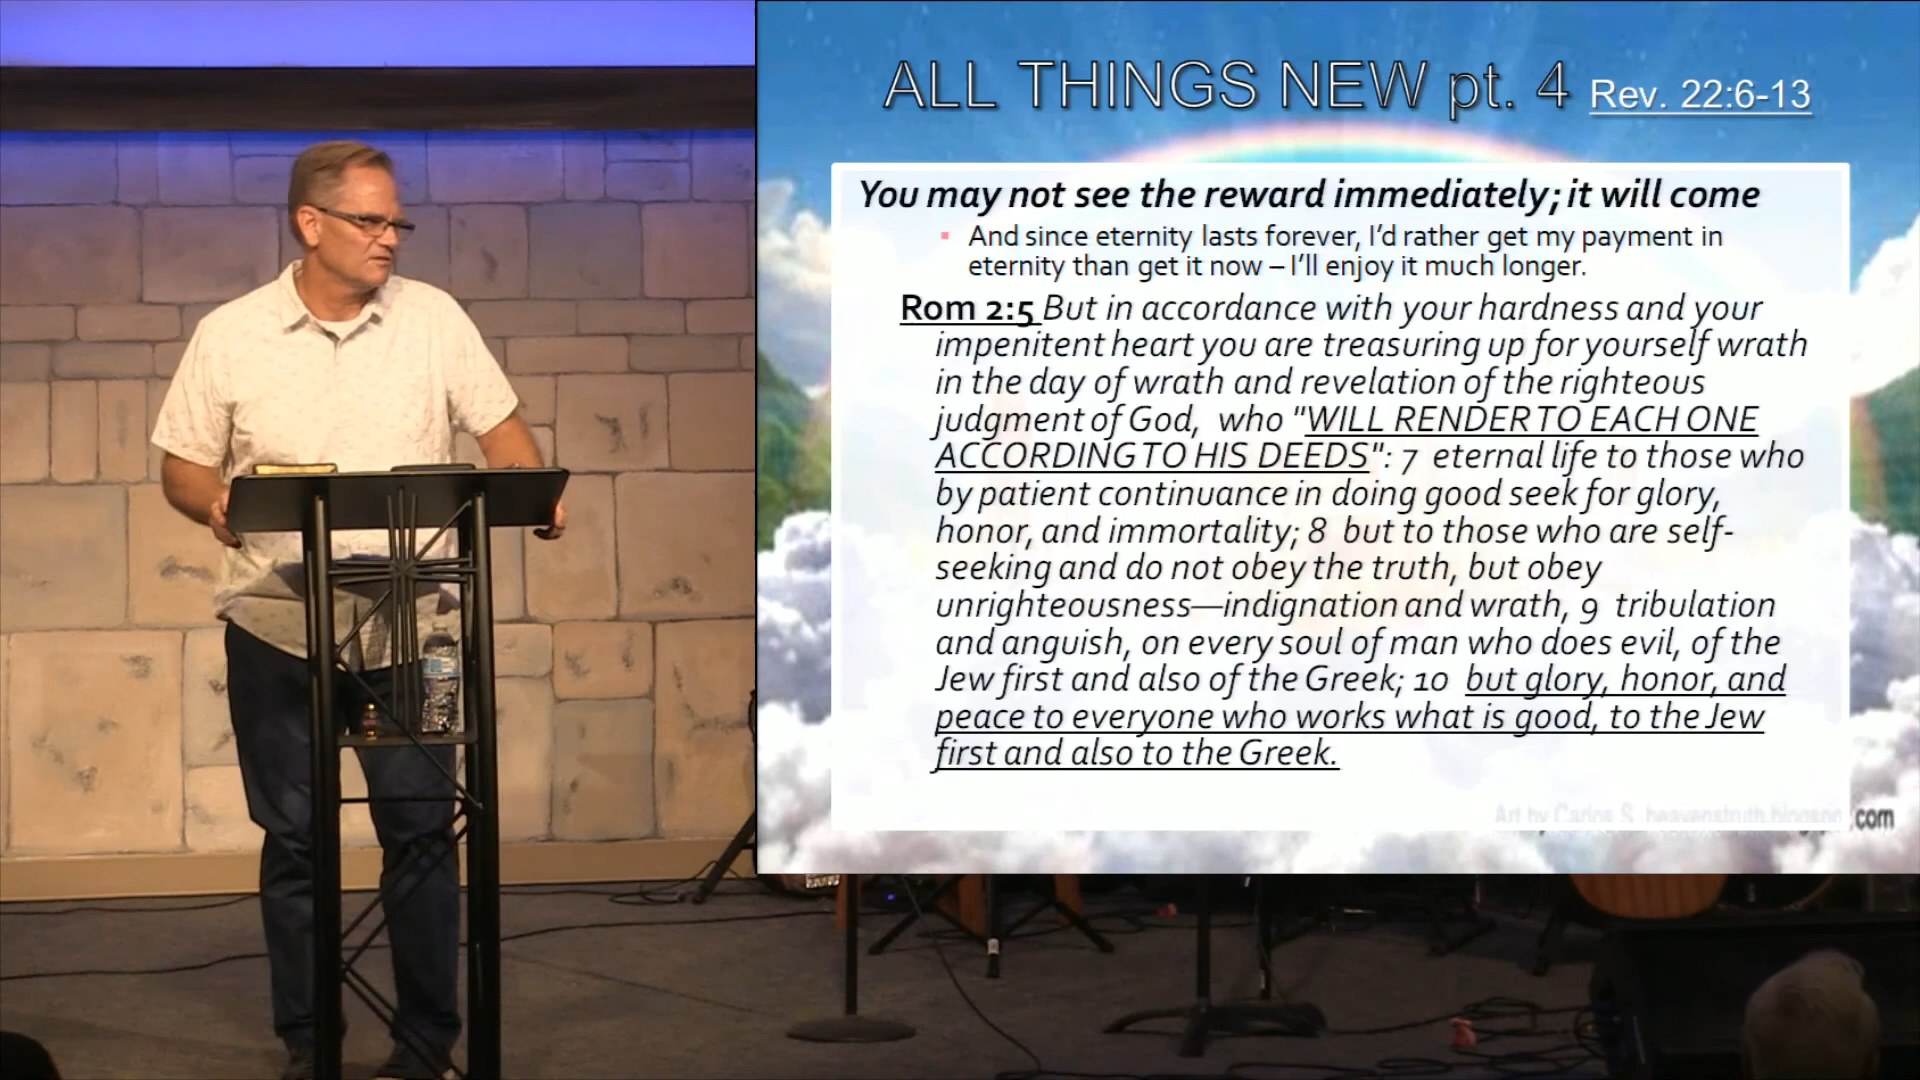 ALL THINGS NEW pt. 4 Rev. 22:6-13
You may not see the reward immediately; it will come
And since eternity lasts forever, I'd rather get my payment in
eternity than get it now – I'll enjoy it much longer.
Rom 2:5 But in accordance with your hardness and your
impenitent heart you are treasuring up for yourself wrath
in the day of wrath and revelation of the righteous
judgment of God, who "WILL RENDER TO EACH ONE
ACCORDING TO HIS DEEDS": 7 eternal life to those who
by patient continuance in doing good seek for glory,
honor, and immortality; 8 but to those who are self-
seeking and do not obey the truth, but obey
unrighteousness—indignation and wrath, 9 tribulation
and anguish, on every soul of man who does evil, of the
Jew first and also of the Greek; 10 but glory, honor, and
peace to everyone who works what is good, to the Jew
first and also to the Greek.
Art by Carlos S. heavenstruth.blogspot.com